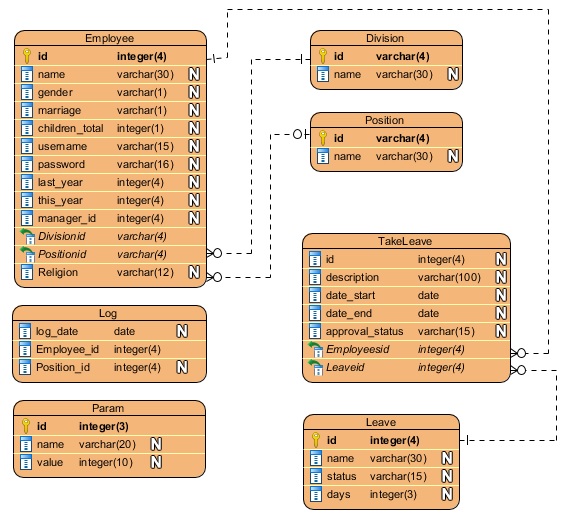 Employee
id integer(4)
name varchar(30) N
gender varchar(1) N
marriage varchar(1) N
children_total integer(1) N
username varchar(15) N
password varchar(16) N
last_year integer(4) N
this_year integer(4) N
manager_id integer(4) N
Divisionid varchar(4)
Positionid varchar(4)
Religion varchar(12) N
Division
id varchar(4)
name varchar(30) N
Position
id varchar(4)
name varchar(30) N
TakeLeave
id integer(4) N
description varchar(100) N
date_start date N
date_end date N
approval_status varchar(15) N
Employeesid integer(4)
Leaveid integer(4)
Log
log_date date N
Employee_id integer(4)
Position_id integer(4) N
Param
id integer(3)
name varchar(20) N
value integer(10) N
Leave
id integer(4)
name varchar(30) N
status varchar(15) N
days integer(3) N